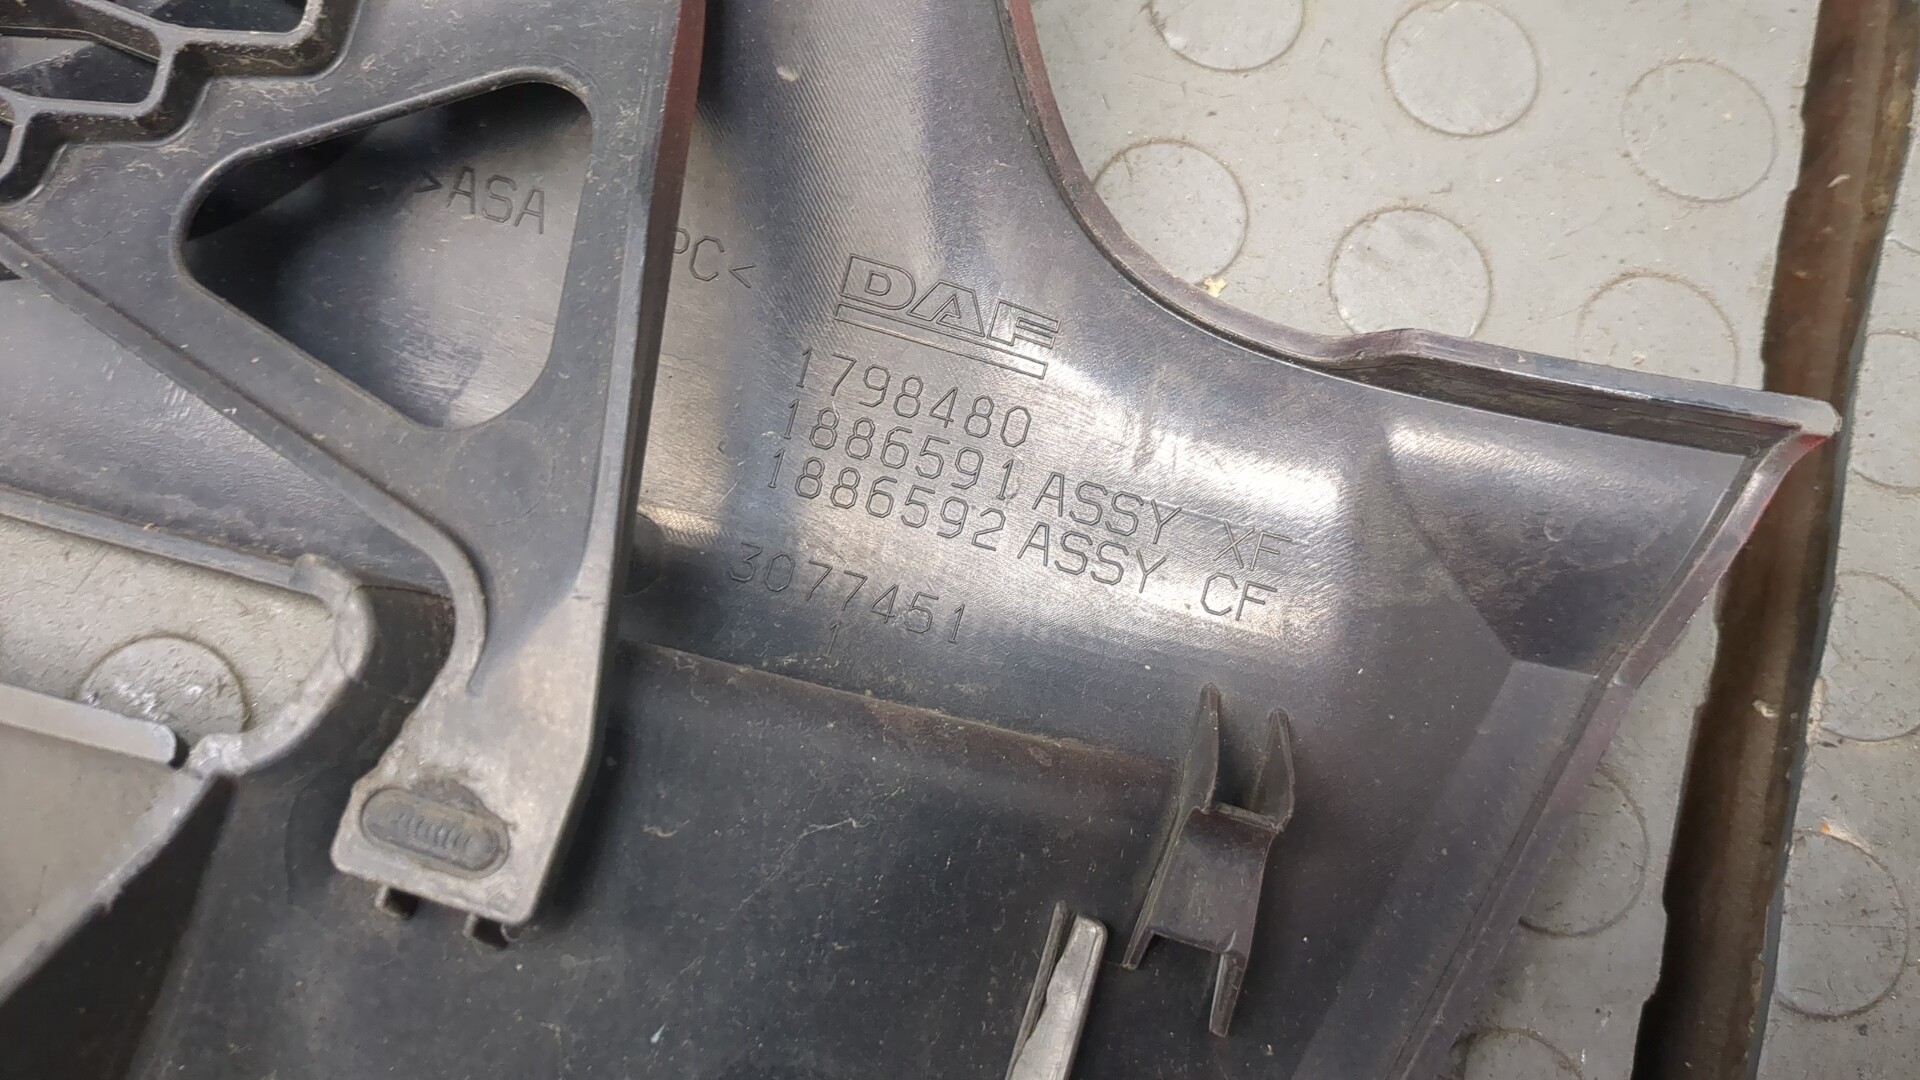 >ASA PC<
DAF
1798480
1886591 ASSY XF
1886592 ASSY CF
3077451
1